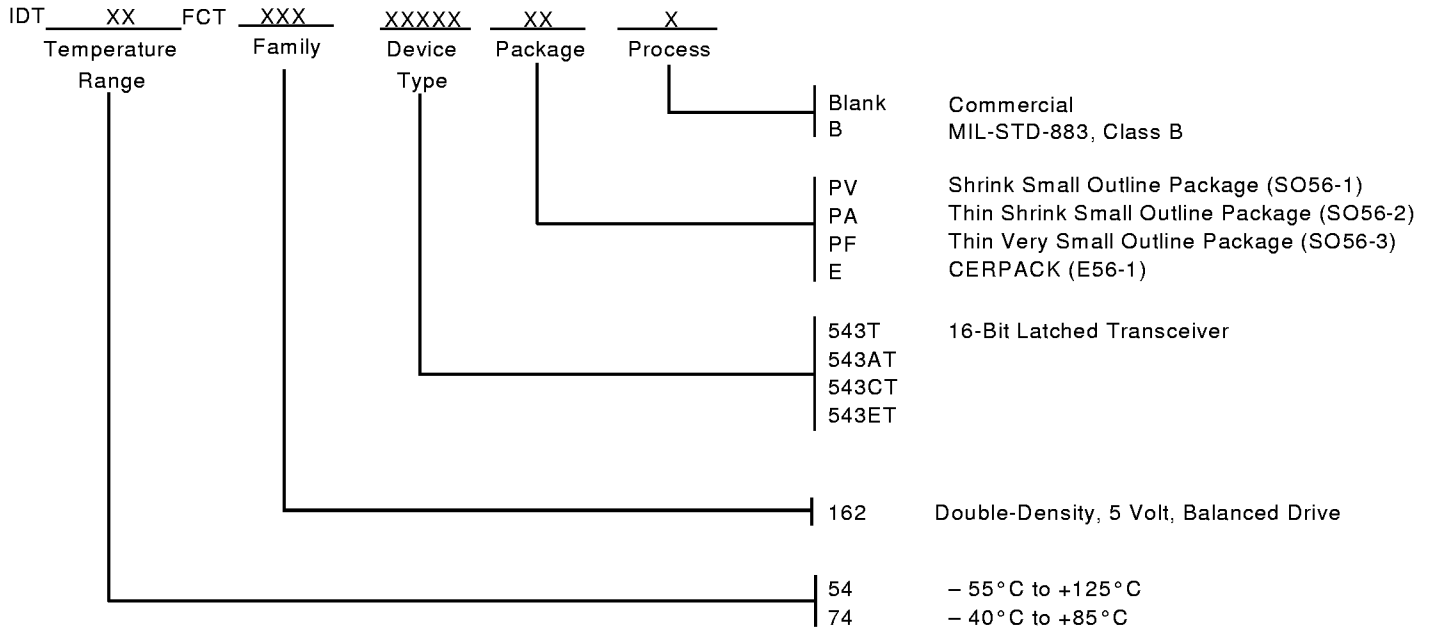 IDT XX FCT XXX XXXXX XX X
Temperature Range
Family
Device Type
Package
Process
Blank Commercial
B MIL-STD-883, Class B
PV Shrink Small Outline Package (SO56-1)
PA Thin Shrink Small Outline Package (SO56-2)
PF Thin Very Small Outline Package (SO56-3)
E CERPACK (E56-1)
543T 16-Bit Latched Transceiver
543AT
543CT
543ET
162 Double-Density, 5 Volt, Balanced Drive
54 – 55°C to +125°C
74 – 40°C to +85°C